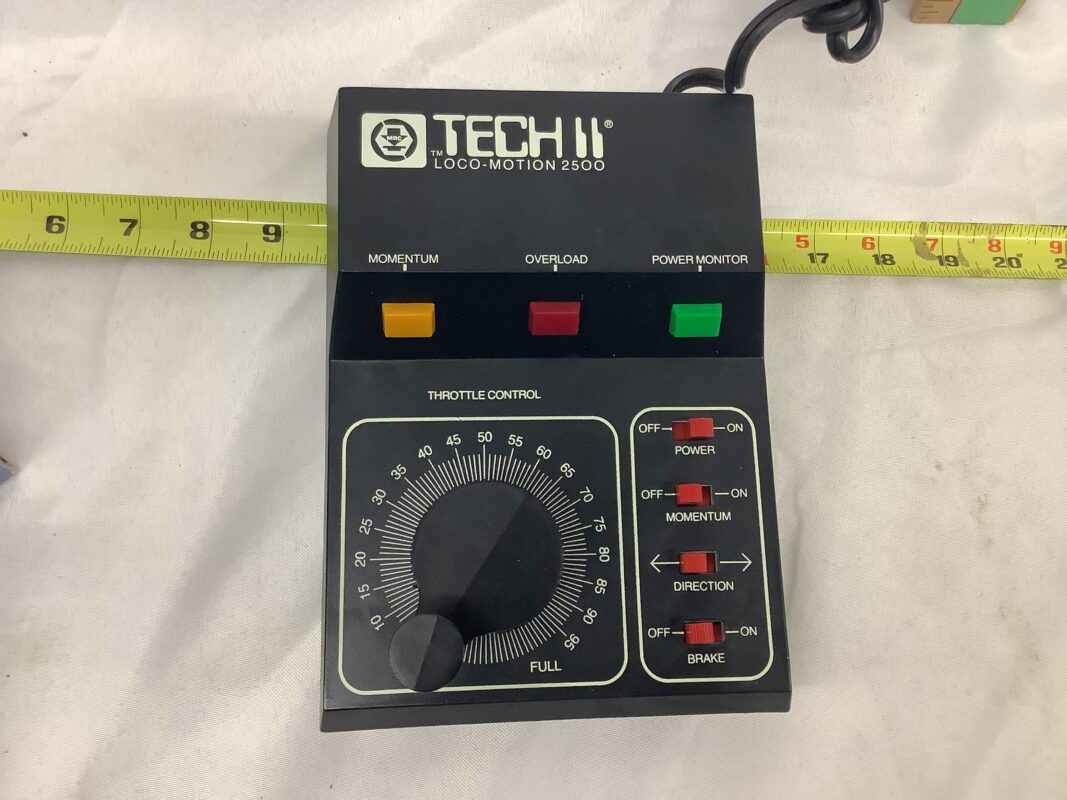 MRC
TECH II®
™ LOCO-MOTION 2500
6 7 8 9
5 6 7 8 9
17 18 19 20
MOMENTUM OVERLOAD POWER MONITOR
THROTTLE CONTROL
10 15 20 25 30 35 40 45 50 55 60 65 70 75 80 85 90 95
FULL
OFF ON
POWER
OFF ON
MOMENTUM
DIRECTION
OFF ON
BRAKE